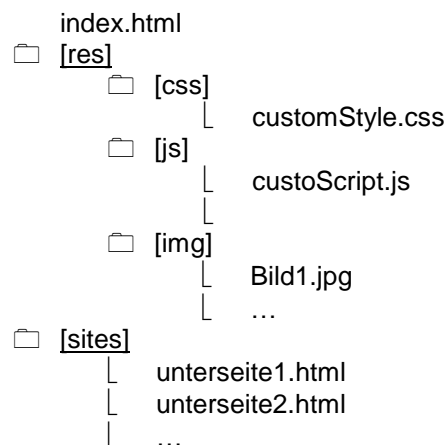 index.html
[res]
[css]
customStyle.css
[js]
custoScript.js
[img]
Bild1.jpg
…
[sites]
unterseite1.html
unterseite2.html
…